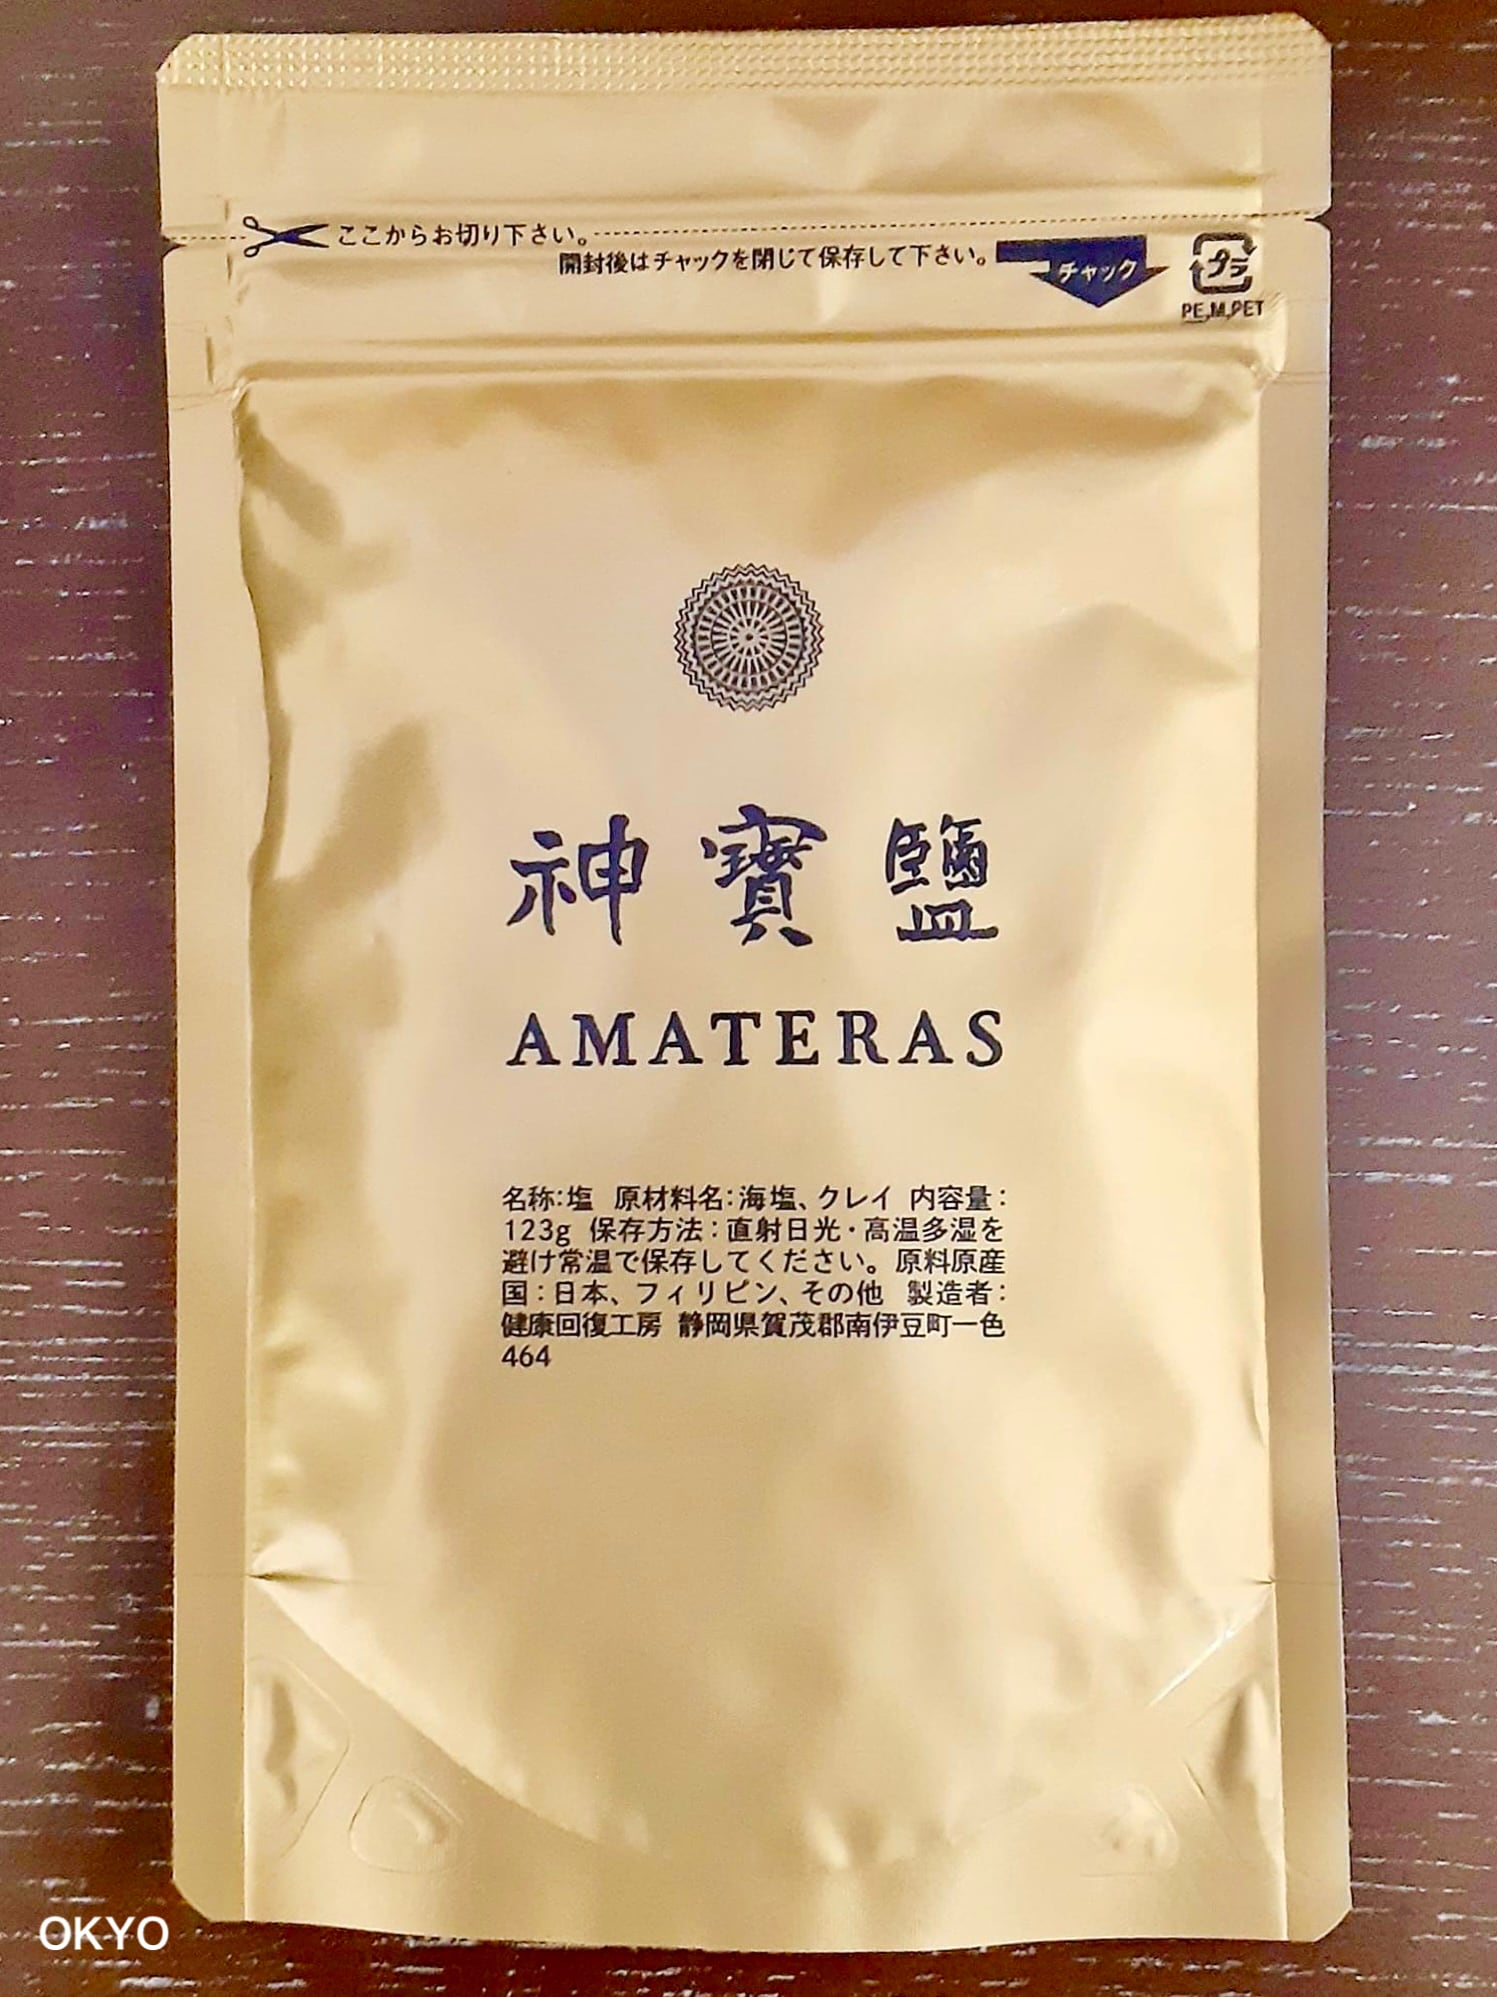 ここからお切り下さい。
開封後はチャックを閉じて保存して下さい。
チャック
プラ
PE,M,PET
神寶鹽
AMATERAS
名称:塩 原材料名:海塩、クレイ 内容量:
123g 保存方法:直射日光・高温多湿を
避け常温で保存してください。原料原産
国:日本、フィリピン、その他 製造者:
健康回復工房 静岡県賀茂郡南伊豆町一色
464
OKYO